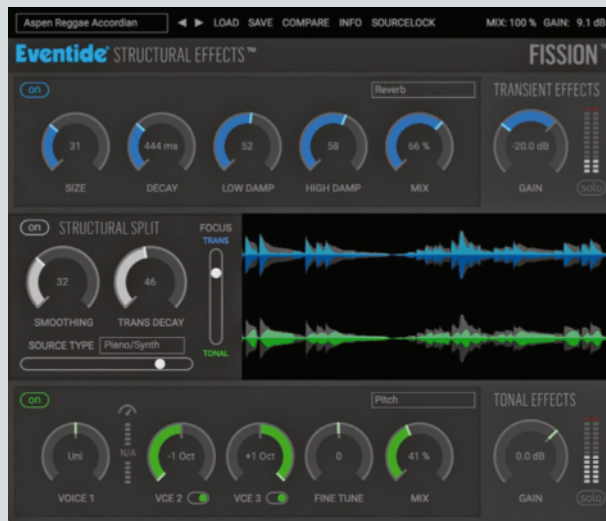 Aspen Reggae Accordian LOAD SAVE COMPARE INFO SOURCELOCK MIX: 100 % GAIN: 9.1 dB
Eventide® STRUCTURAL EFFECTS™ FISSION™
on Reverb TRANSIENT EFFECTS
31 444 ms 52 58 66 % -20.0 dB
SIZE DECAY LOW DAMP HIGH DAMP MIX GAIN solo
on STRUCTURAL SPLIT FOCUS
TRANS
32 46
SMOOTHING TRANS DECAY
SOURCE TYPE Piano/Synth TONAL
on Pitch TONAL EFFECTS
Uni N/A -1 Oct +1 Oct 0 41 % 0.0 dB
VOICE 1 VCE 2 VCE 3 FINE TUNE MIX GAIN solo